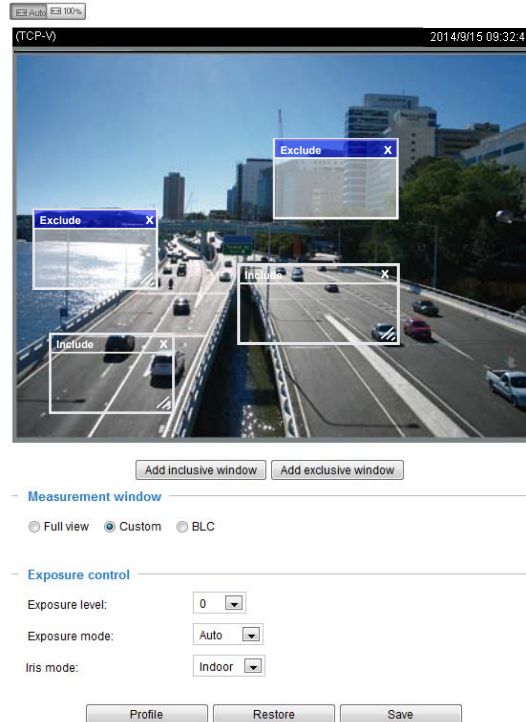 Auto 100%
(TCP-V) 2014/9/15 09:32:4
Exclude X
Exclude X
Include X
Include X
Add inclusive window Add exclusive window
Measurement window
Full view Custom BLC
Exposure control
Exposure level: 0
Exposure mode: Auto
Iris mode: Indoor
Profile Restore Save